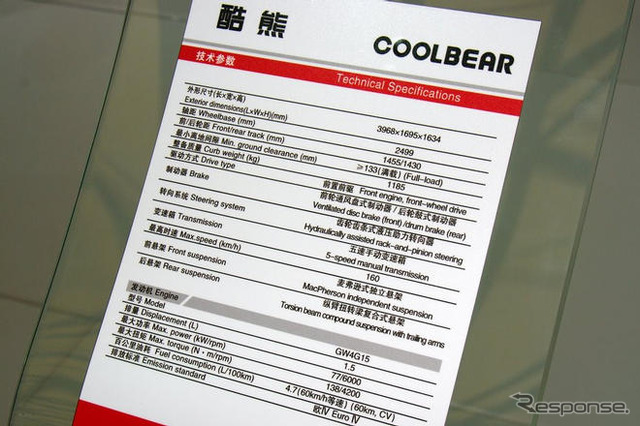 酷熊 COOLBEAR
技术参数 Technical Specifications
外形尺寸(长×宽×高)
Exterior dimensions(LxWxH)(mm) 3968x1695x1634
轴距 Wheelbase (mm) 2499
前/后轮距 Front/rear track (mm) 1455/1430
最小离地间隙 Min. ground clearance (mm) ≥133(满载) (Full-load)
整备质量 Curb weight (kg) 1185
驱动方式 Drive type 前置前驱 Front engine, front-wheel drive
制动器 Brake 前轮通风盘式制动器 / 后轮鼓式制动器
Ventilated disc brake (front) /drum brake (rear)
转向系统 Steering system 齿轮齿条式液压助力转向器
Hydraulically assisted rack-and-pinion steering
变速箱 Transmission 五速手动变速箱
5-speed manual transmission
最高时速 Max.speed (km/h) 160
前悬架 Front suspension 麦弗逊式独立悬架
MacPherson independent suspension
后悬架 Rear suspension 纵臂扭转梁复合式悬架
Torsion beam compound suspension with trailing arms
发动机 Engine
型号 Model GW4G15
排量 Displacement (L) 1.5
最大功率 Max. power (kW/rpm) 77/6000
最大扭矩 Max. torque (N·m/rpm) 138/4200
百公里油耗 Fuel consumption (L/100km) 4.7(60km/h等速) (60km, CV)
排放标准 Emission standard 欧Ⅳ Euro Ⅳ
Response.